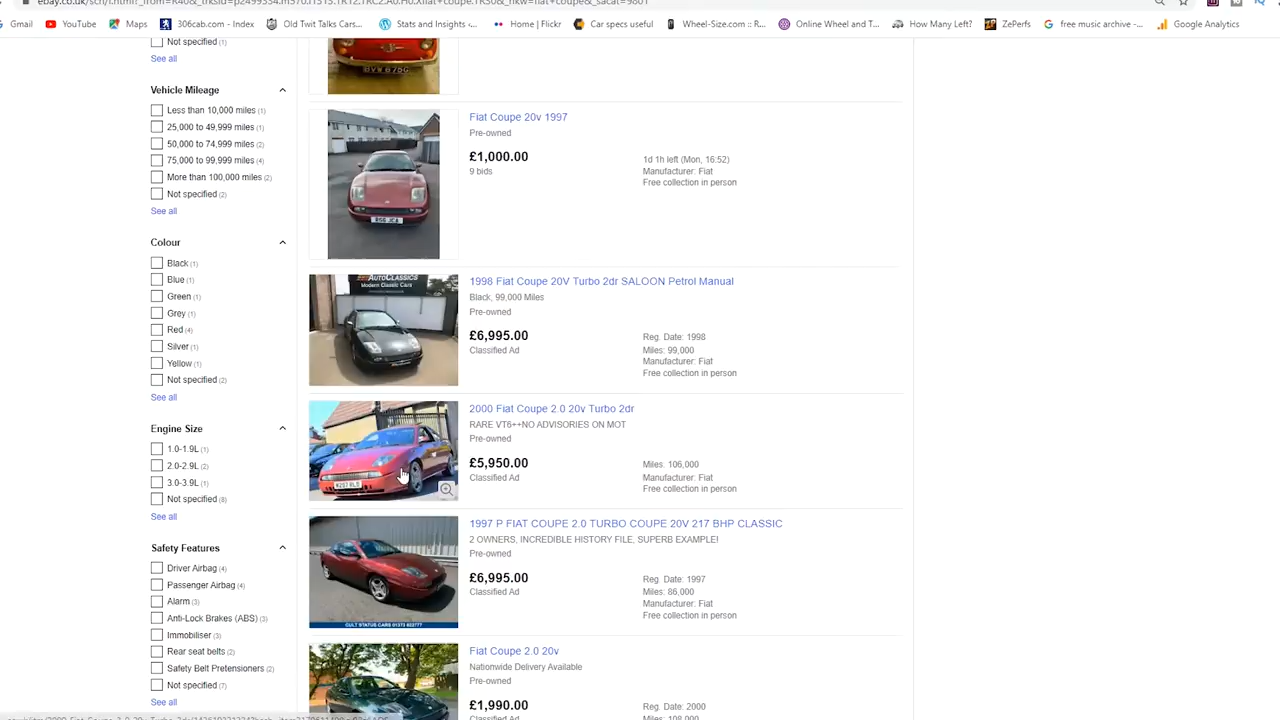 Gmail YouTube Maps 306cab.com - Index Old Twit Talks Cars... Stats and Insights -... Home | Flickr Car specs useful Wheel-Size.com :: R... Online Wheel and T... How Many Left? ZePerfs free music archive -... Google Analytics
Not specified (1)
See all
Vehicle Mileage
Less than 10,000 miles (1)
25,000 to 49,999 miles (1)
50,000 to 74,999 miles (2)
75,000 to 99,999 miles (4)
More than 100,000 miles (2)
Not specified (2)
See all
Colour
Black (1)
Blue (1)
Green (1)
Grey (1)
Red (4)
Silver (1)
Yellow (1)
Not specified (2)
See all
Engine Size
1.0-1.9L (1)
2.0-2.9L (2)
3.0-3.9L (1)
Not specified (8)
See all
Safety Features
Driver Airbag (4)
Passenger Airbag (4)
Alarm (3)
Anti-Lock Brakes (ABS) (3)
Immobiliser (3)
Rear seat belts (2)
Safety Belt Pretensioners (2)
Not specified (7)
See all
Fiat Coupe 20v 1997
Pre-owned
£1,000.00
9 bids
1d 1h left (Mon, 16:52)
Manufacturer: Fiat
Free collection in person
AUTOCLASSICS
Modern Classic Cars
1998 Fiat Coupe 20V Turbo 2dr SALOON Petrol Manual
Black, 99,000 Miles
Pre-owned
£6,995.00
Classified Ad
Reg. Date: 1998
Miles: 99,000
Manufacturer: Fiat
Free collection in person
2000 Fiat Coupe 2.0 20v Turbo 2dr
RARE VT6++NO ADVISORIES ON MOT
Pre-owned
£5,950.00
Classified Ad
Miles: 106,000
Manufacturer: Fiat
Free collection in person
1997 P FIAT COUPE 2.0 TURBO COUPE 20V 217 BHP CLASSIC
2 OWNERS, INCREDIBLE HISTORY FILE, SUPERB EXAMPLE!
Pre-owned
£6,995.00
Classified Ad
Reg. Date: 1997
Miles: 86,000
Manufacturer: Fiat
Free collection in person
Fiat Coupe 2.0 20v
Nationwide Delivery Available
Pre-owned
£1,990.00
Classified Ad
Reg. Date: 2000
Miles: 108,000